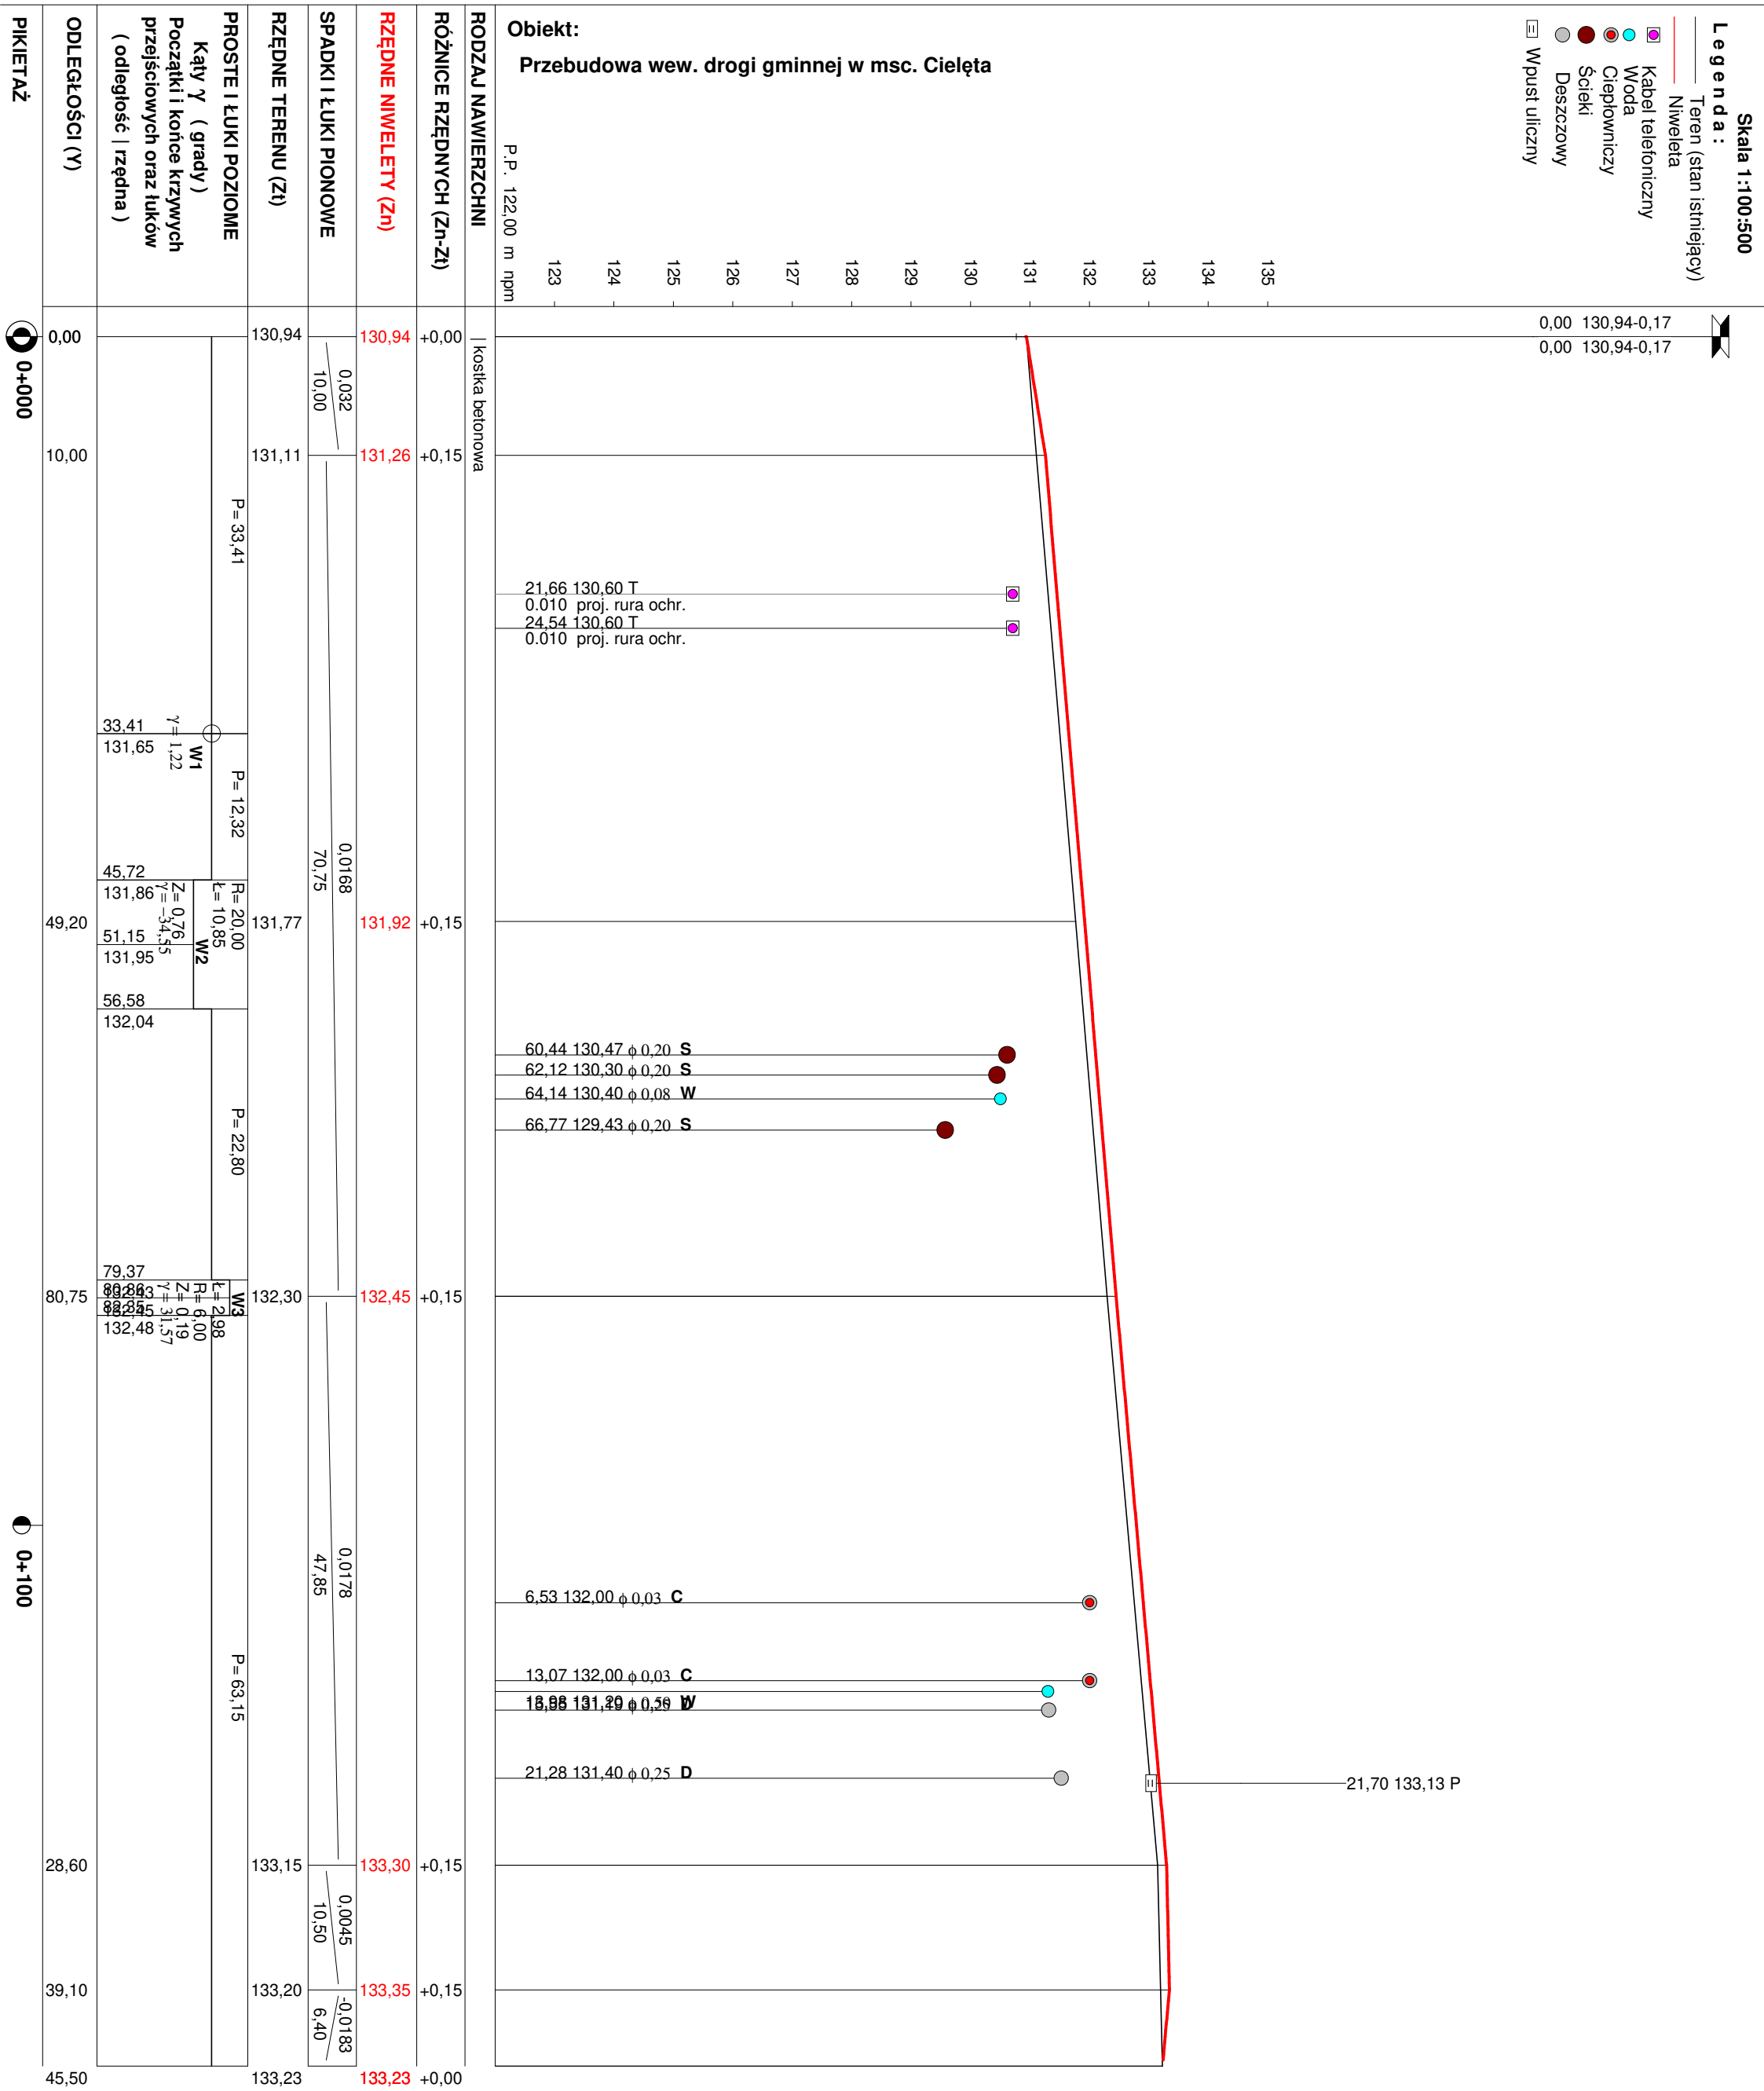 Skala 1:100:500
Legenda:
Teren (stan istniejący)
Niweleta
Kabel telefoniczny
Woda
Ciepłowniczy
Ścieki
Deszczowy
Wpust uliczny
0,00 130,94-0,17
0,00 130,94-0,17
Obiekt:
Przebudowa wew. drogi gminnej w msc. Cielęta
135
134
133
132
131
130
129
128
127
126
125
124
123
P.P. 122,00 m npm
21,66 130,60 T
0.010 proj. rura ochr.
24,54 130,60 T
0.010 proj. rura ochr.
60,44 130,47 ϕ 0,20 S
62,12 130,30 ϕ 0,20 S
64,14 130,40 ϕ 0,08 W
66,77 129,43 ϕ 0,20 S
6,53 132,00 ϕ 0,03 C
13,07 132,00 ϕ 0,03 C
21,28 131,40 ϕ 0,25 D
21,70 133,13 P
RODZAJ NAWIERZCHNI
kostka betonowa
RÓŻNICE RZĘDNYCH (Zn-Zt)
+0,00 +0,15 +0,15 +0,15 +0,15 +0,15 +0,00
RZĘDNE NIWELETY (Zn)
130,94 131,26 131,92 132,45 133,30 133,35 133,23
SPADKI I ŁUKI PIONOWE
0,032 0,0168 0,0178 0,0045 -0,0183
10,00 70,75 47,85 10,50 6,40
RZĘDNE TERENU (Zt)
130,94 131,11 131,77 132,30 133,15 133,20 133,23
PROSTE I ŁUKI POZIOME
Kąty γ ( grady )
Początki i końce krzywych
przejściowych oraz łuków
( odległość | rzędna )
P= 33,41
33,41
131,65
W1
γ= 1,22
P= 12,32
45,72
131,86
R= 20,00
Ł= 10,85
Z= 0,76
γ= −34,55
W2
51,15
131,95
56,58
132,04
P= 22,80
79,37
W3
Ł= 2,98
R= 6,00
Z= 0,19
γ= 31,57
132,48
P= 63,15
ODLEGŁOŚCI (Y)
0,00 10,00 49,20 80,75 28,60 39,10 45,50
PIKIETAŻ
0+000 0+100